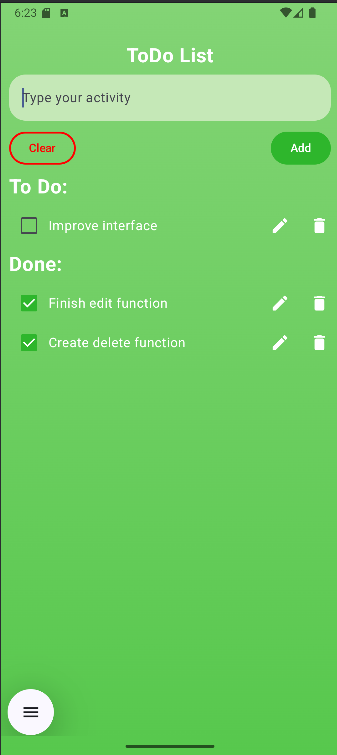 6:23
ToDo List
Type your activity
Clear
Add
To Do:
Improve interface
Done:
Finish edit function
Create delete function